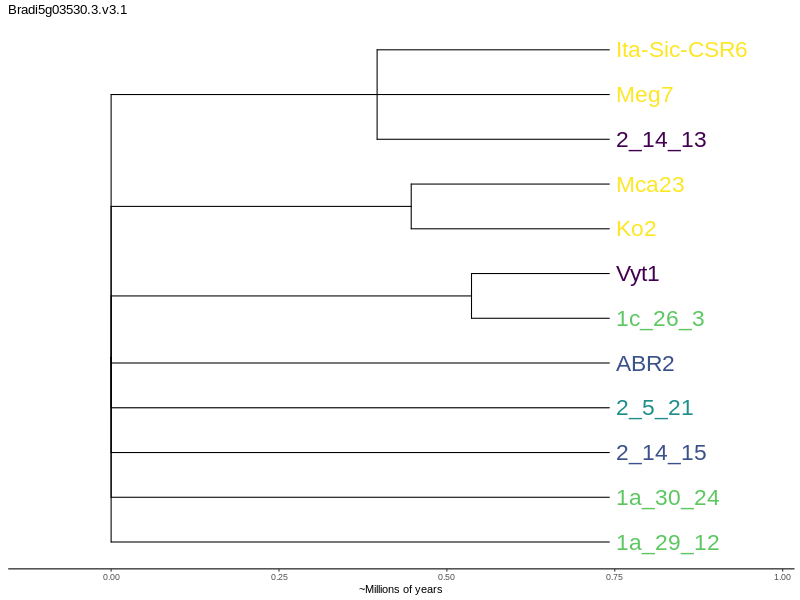 Bradi5g03530.3.v3.1
Ita-Sic-CSR6
Meg7
2_14_13
Mca23
Ko2
Vyt1
1c_26_3
ABR2
2_5_21
2_14_15
1a_30_24
1a_29_12
0.00 0.25 0.50 0.75 1.00
~Millions of years